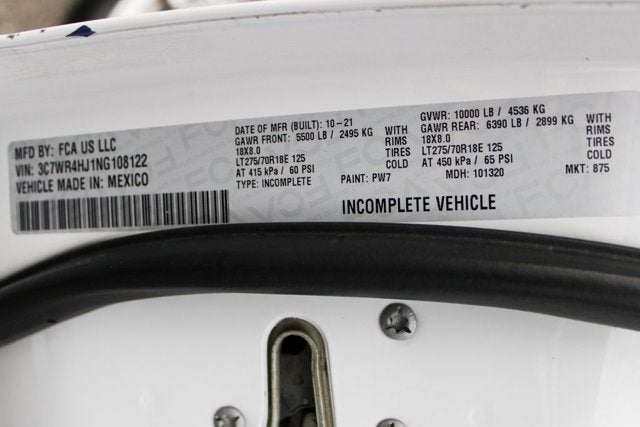 MFD BY: FCA US LLC
VIN: 3C7WR4HJ1NG108122
VEHICLE MADE IN: MEXICO
DATE OF MFR (BUILT): 10-21
GAWR FRONT: 5500 LB / 2495 KG WITH
18X8.0 RIMS
LT275/70R18E 125 TIRES
AT 415 kPa / 60 PSI COLD
GVWR: 10000 LB / 4536 KG
GAWR REAR: 6390 LB / 2899 KG WITH
18X8.0 RIMS
LT275/70R18E 125 TIRES
AT 450 kPa / 65 PSI COLD
PAINT: PW7 MDH: 101320 MKT: 875
INCOMPLETE VEHICLE